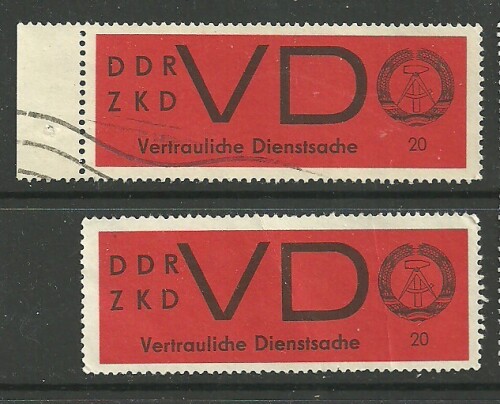 DDR
ZKD
VD
Vertrauliche Dienstsache
20
DDR
ZKD
VD
Vertrauliche Dienstsache
20